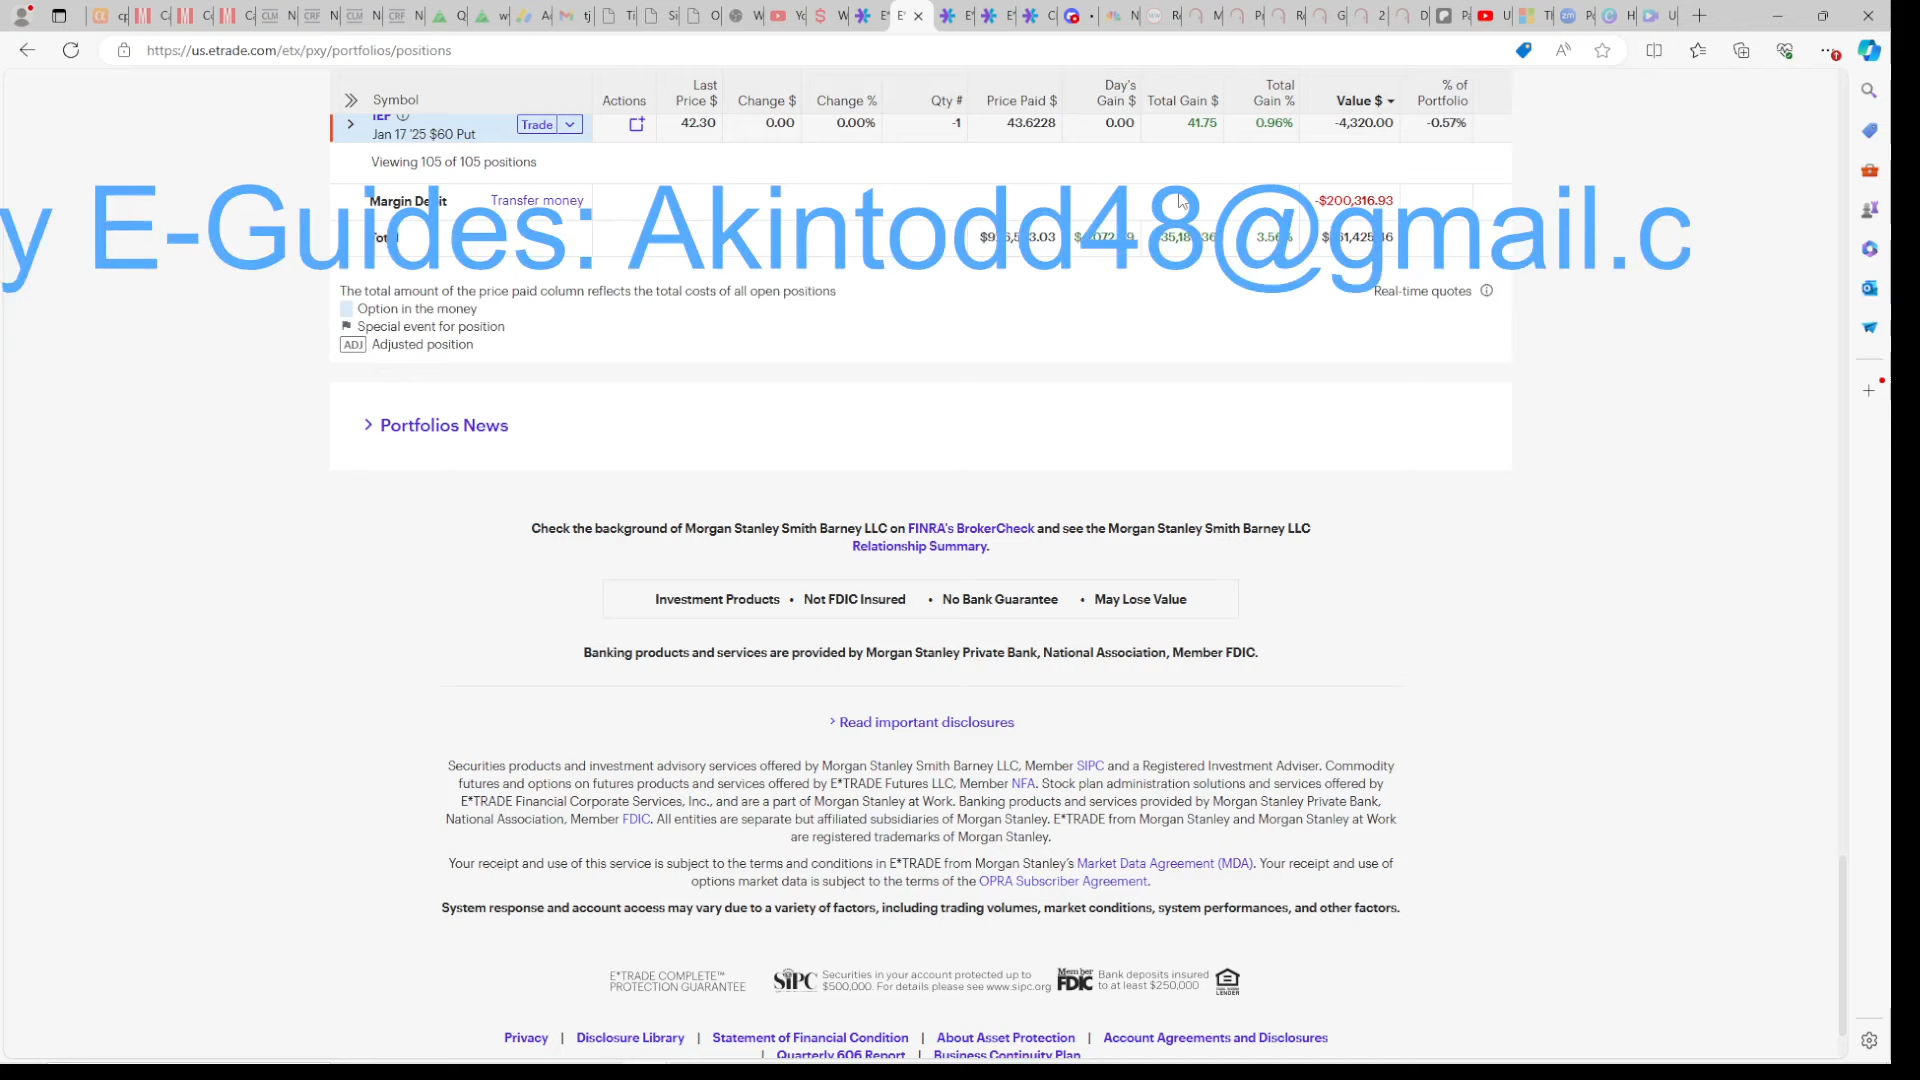 https://us.etrade.com/etx/pxy/portfolios/positions
Symbol Actions Last Price $ Change $ Change % Qty # Price Paid $ Day's Gain $ Total Gain $ Total Gain % Value $ % of Portfolio
IEP
Jan 17 '25 $60 Put Trade 42.30 0.00 0.00% -1 43.6228 0.00 41.75 0.96% -4,320.00 -0.57%
Viewing 105 of 105 positions
Margin Debit Transfer money -$200,316.93
y E-Guides: Akintodd48@gmail.c
Total 3.56%
The total amount of the price paid column reflects the total costs of all open positions
Real-time quotes
Option in the money
Special event for position
ADJ Adjusted position
Portfolios News
Check the background of Morgan Stanley Smith Barney LLC on FINRA's BrokerCheck and see the Morgan Stanley Smith Barney LLC
Relationship Summary.
Investment Products • Not FDIC Insured • No Bank Guarantee • May Lose Value
Banking products and services are provided by Morgan Stanley Private Bank, National Association, Member FDIC.
Read important disclosures
Securities products and investment advisory services offered by Morgan Stanley Smith Barney LLC, Member SIPC and a Registered Investment Adviser. Commodity
futures and options on futures products and services offered by E*TRADE Futures LLC, Member NFA. Stock plan administration solutions and services offered by
E*TRADE Financial Corporate Services, Inc., and are a part of Morgan Stanley at Work. Banking products and services provided by Morgan Stanley Private Bank,
National Association, Member FDIC. All entities are separate but affiliated subsidiaries of Morgan Stanley. E*TRADE from Morgan Stanley and Morgan Stanley at Work
are registered trademarks of Morgan Stanley.
Your receipt and use of this service is subject to the terms and conditions in E*TRADE from Morgan Stanley's Market Data Agreement (MDA). Your receipt and use of
options market data is subject to the terms of the OPRA Subscriber Agreement.
System response and account access may vary due to a variety of factors, including trading volumes, market conditions, system performances, and other factors.
E*TRADE COMPLETE™
PROTECTION GUARANTEE
SIPC Securities in your account protected up to
$500,000. For details please see www.sipc.org
Member FDIC Bank deposits insured
to at least $250,000
LENDER
Privacy | Disclosure Library | Statement of Financial Condition | About Asset Protection | Account Agreements and Disclosures
| Quarterly 606 Report | Business Continuity Plan